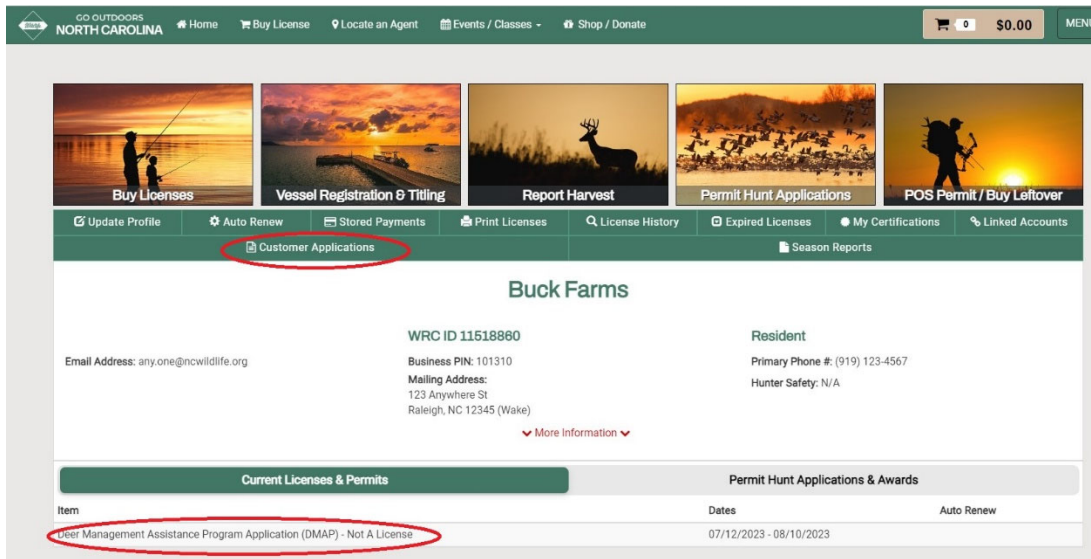 GO OUTDOORS
NORTH CAROLINA
Home Buy License Locate an Agent Events / Classes Shop / Donate 0 $0.00 MENU
Buy Licenses Vessel Registration & Titling Report Harvest Permit Hunt Applications POS Permit / Buy Leftover
Update Profile Auto Renew Stored Payments Print Licenses License History Expired Licenses My Certifications Linked Accounts
Customer Applications Season Reports
Buck Farms
WRC ID 11518860 Resident
Email Address: any.one@ncwildlife.org Business PIN: 101310 Primary Phone #: (919) 123-4567
Mailing Address: Hunter Safety: N/A
123 Anywhere St
Raleigh, NC 12345 (Wake)
More Information
Current Licenses & Permits Permit Hunt Applications & Awards
Item Dates Auto Renew
Deer Management Assistance Program Application (DMAP) - Not A License 07/12/2023 - 08/10/2023